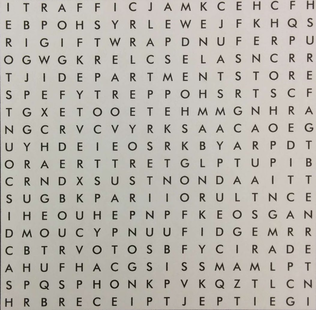 I T R A F F I C J A M K C E H C F H
E B P O H S Y R L E W E J F K H Q S
R I G I F T W R A P D N U F E R P U
O G W G K R E L C S E L A S N C R R
T J I D E P A R T M E N T S T O R E
S P E F Y T R E P P O H S R T S C F
T G X E T O O E T E H M M G N H R A
N G C R V C V Y R K S A A C A O E G
U Y H D E I E O S R K B Y A R P D T
O R A E R T T R E T G L P T U P I B
C R N D X S U S T N O N D A A I T T
S U G B K P A R I I O R U L T N C E
I H E O U H E P N P F K E O S G A N
D M O U C Y P N U U F I D G E M R R
C B T R V O T O S B F Y C I R A D E
A H U F H A C G S I S S M A M L P T
S P Q S P H O N K P V K Q Z T L C N
H R B R E C E I P T J E P T I E G I